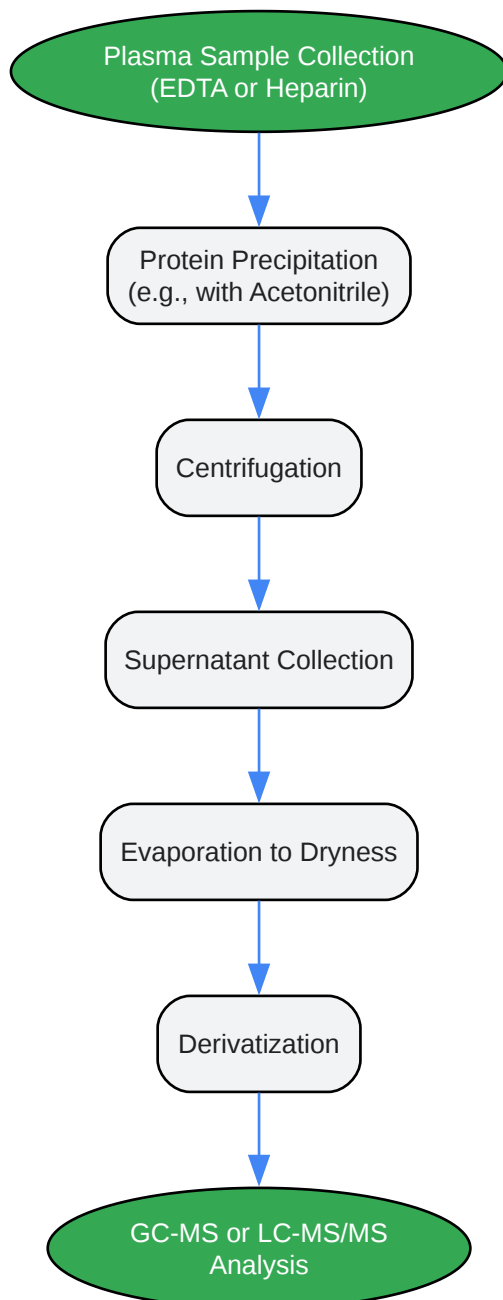 Plasma Sample Collection
(EDTA or Heparin)
Protein Precipitation
(e.g., with Acetonitrile)
Centrifugation
Supernatant Collection
Evaporation to Dryness
Derivatization
GC-MS or LC-MS/MS
Analysis